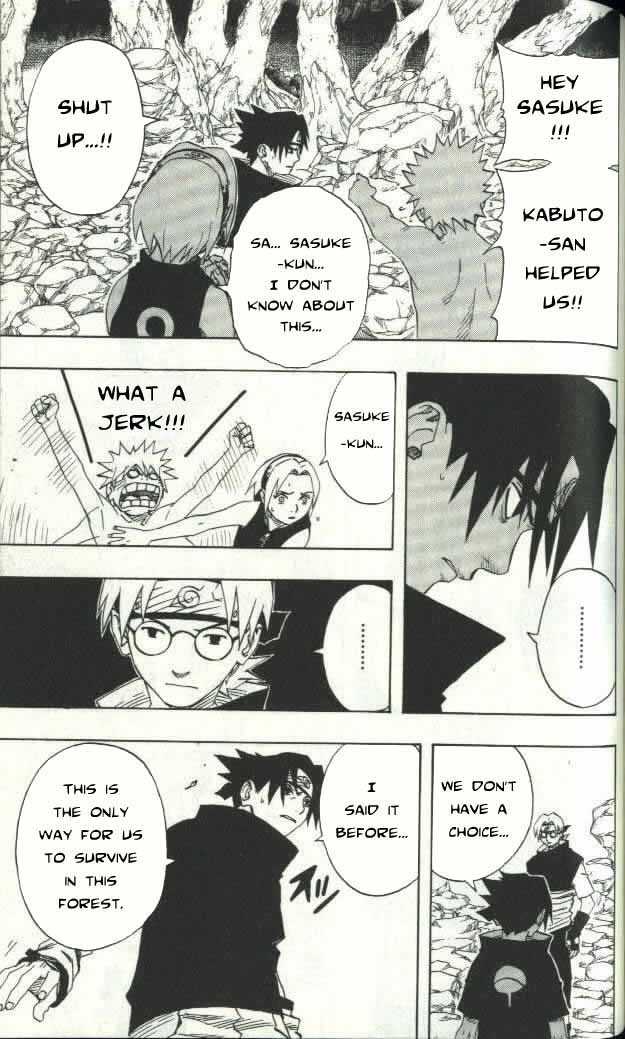 HEY
SASUKE
!!!
KABUTO
-SAN
HELPED
US!!
SA... SASUKE
-KUN...
I DON'T
KNOW ABOUT
THIS...
SHUT
UP...!!
.........
SASUKE
-KUN...
WHAT A
JERK!!!
.........
WE DON'T
HAVE A
CHOICE...
I
SAID IT
BEFORE...
THIS IS
THE ONLY
WAY FOR US
TO SURVIVE
IN THIS
FOREST.